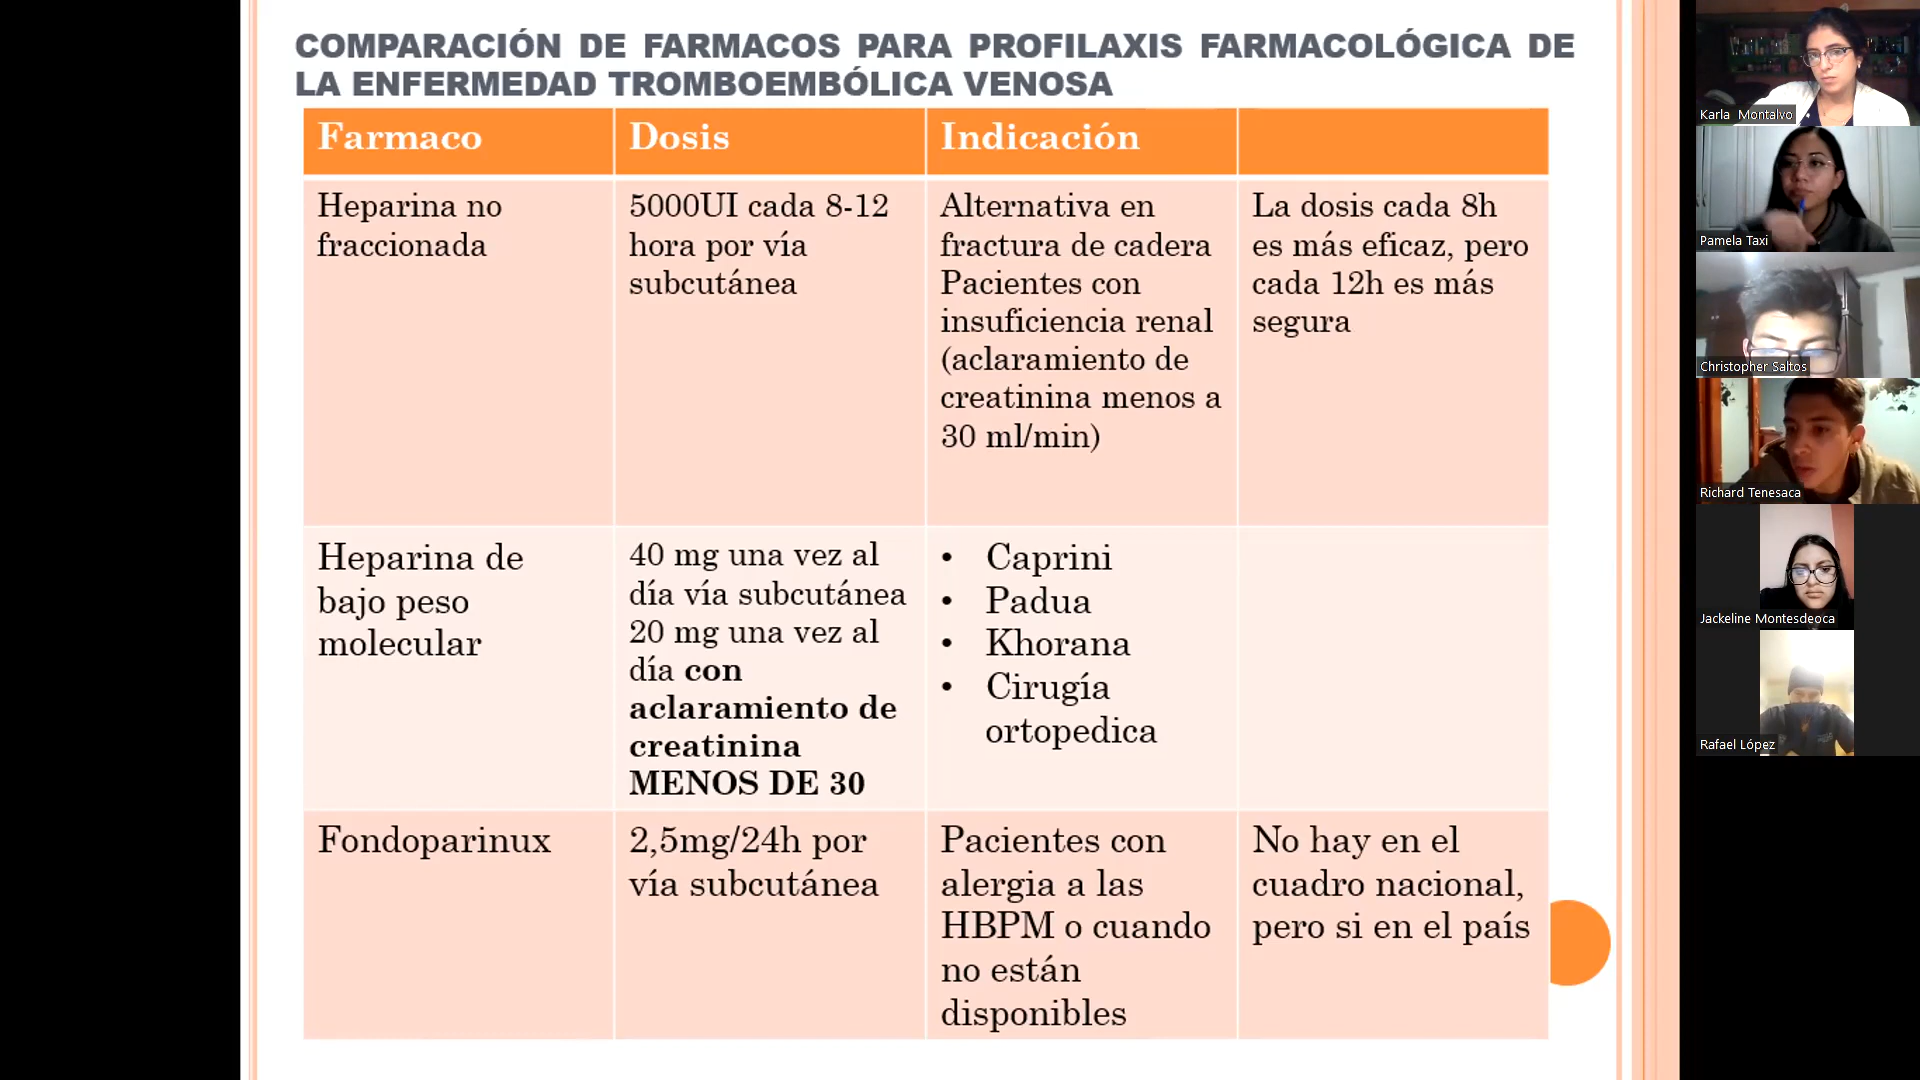 COMPARACIÓN DE FARMACOS PARA PROFILAXIS FARMACOLÓGICA DE
LA ENFERMEDAD TROMBOEMBÓLICA VENOSA
Farmaco
Dosis
Indicación
Heparina no
fraccionada
5000UI cada 8-12
hora por vía
subcutánea
Alternativa en
fractura de cadera
Pacientes con
insuficiencia renal
(aclaramiento de
creatinina menos a
30 ml/min)
La dosis cada 8h
es más eficaz, pero
cada 12h es más
segura
Heparina de
bajo peso
molecular
40 mg una vez al
día vía subcutánea
20 mg una vez al
día con
aclaramiento de
creatinina
MENOS DE 30
• Caprini
• Padua
• Khorana
• Cirugía
ortopedica
Fondoparinux
2,5mg/24h por
vía subcutánea
Pacientes con
alergia a las
HBPM o cuando
no están
disponibles
No hay en el
cuadro nacional,
pero si en el país
Karla Montalvo
Pamela Taxi
Christopher Saltos
Richard Tenesaca
Jackeline Montesdeoca
Rafael López